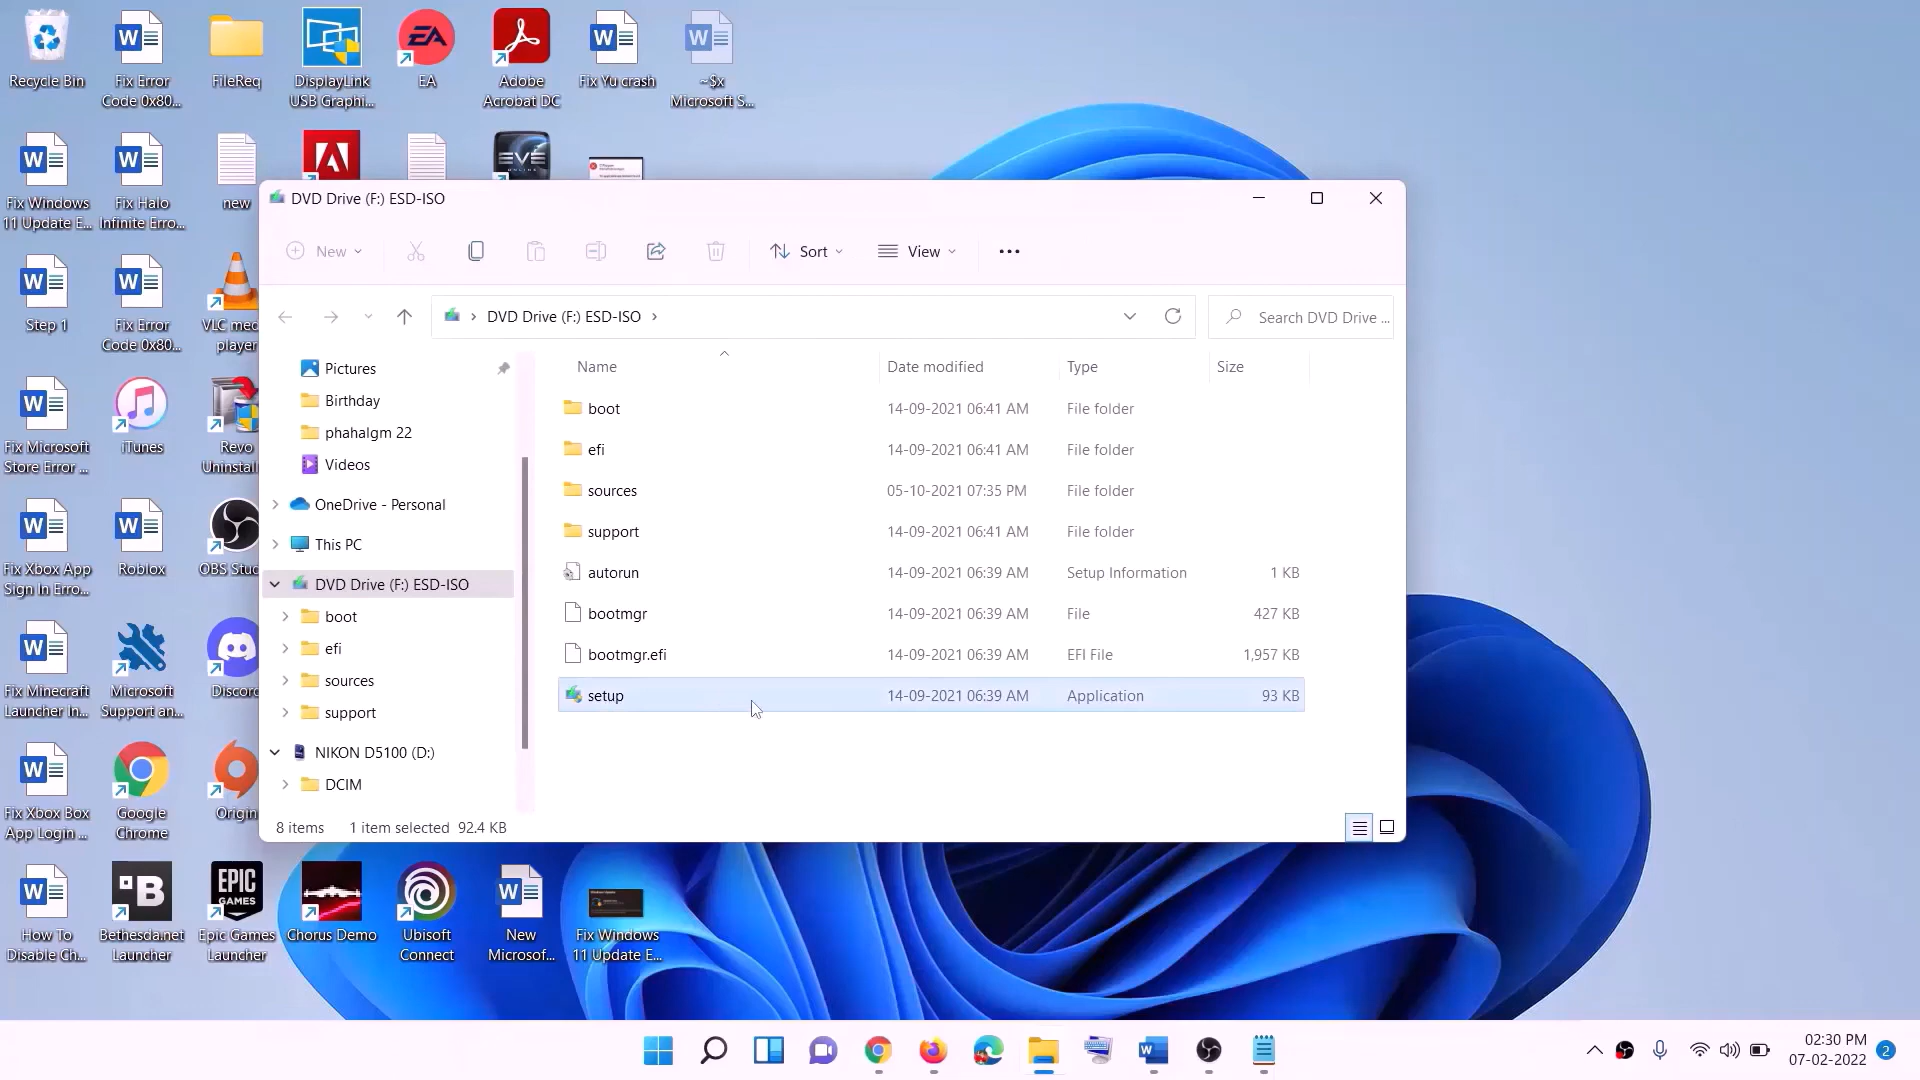 Recycle Bin
Fix Error
Code 0x80...
FileReq
DisplayLink
USB Graphi...
EA
Adobe
Acrobat DC
Fix Yu crash
~$x
Microsoft S...
Fix Windows
11 Update E...
Fix Halo
Infinite Erro...
new
EVE
ONLINE
Step 1
Fix Error
Code 0x80...
VLC med
player
Fix Microsoft
Store Error ...
iTunes
Revo
Uninstall
Fix Xbox App
Sign In Erro...
Roblox
OBS Stud
Fix Minecraft
Launcher In...
Microsoft
Support an...
Discord
Fix Xbox Box
App Login ...
Google
Chrome
Origin
How To
Disable Ch...
Bethesda.net
Launcher
EPIC
GAMES
Epic Games
Launcher
Chorus Demo
Ubisoft
Connect
New
Microsof...
Fix Windows
11 Update E...
DVD Drive (F:) ESD-ISO
New
Sort
View
DVD Drive (F:) ESD-ISO
Search DVD Drive ...
Pictures
Birthday
phahalgm 22
Videos
OneDrive - Personal
This PC
DVD Drive (F:) ESD-ISO
boot
efi
sources
support
NIKON D5100 (D:)
DCIM
Name Date modified Type Size
boot 14-09-2021 06:41 AM File folder
efi 14-09-2021 06:41 AM File folder
sources 05-10-2021 07:35 PM File folder
support 14-09-2021 06:41 AM File folder
autorun 14-09-2021 06:39 AM Setup Information 1 KB
bootmgr 14-09-2021 06:39 AM File 427 KB
bootmgr.efi 14-09-2021 06:39 AM EFI File 1,957 KB
setup 14-09-2021 06:39 AM Application 93 KB
8 items 1 item selected 92.4 KB
02:30 PM
07-02-2022
2